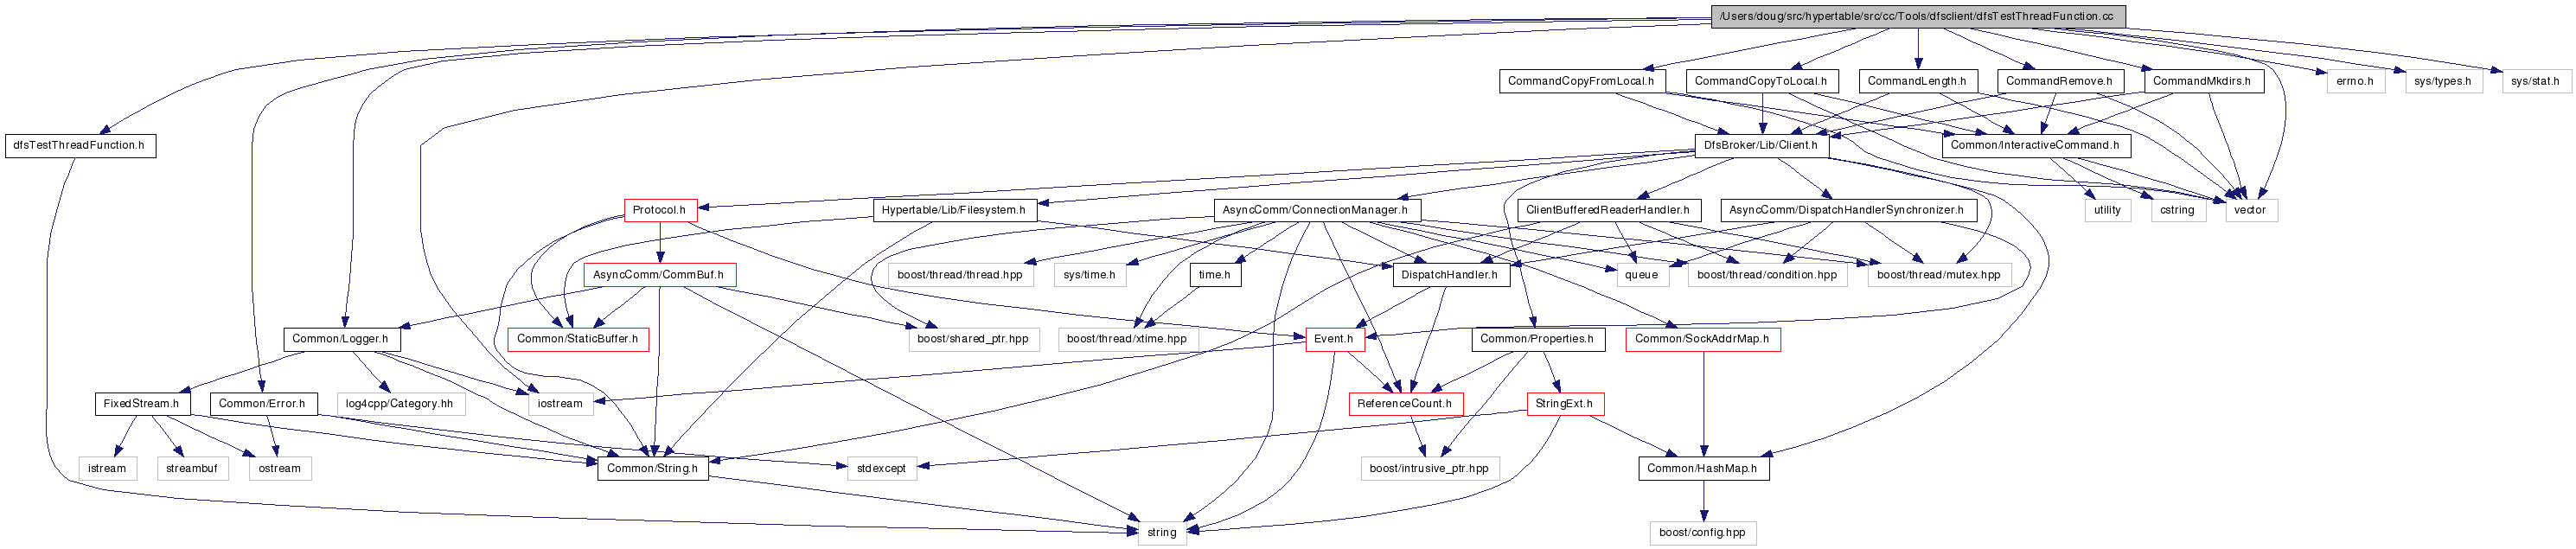 /Users/doug/src/hypertable/src/cc/Tools/dfsclient/dfsTestThreadFunction.cc
CommandCopyFromLocal.h
CommandCopyToLocal.h
CommandLength.h
CommandRemove.h
CommandMkdirs.h
errno.h
sys/types.h
sys/stat.h
dfsTestThreadFunction.h
DfsBroker/Lib/Client.h
Common/InteractiveCommand.h
Protocol.h
Hypertable/Lib/Filesystem.h
AsyncComm/ConnectionManager.h
ClientBufferedReaderHandler.h
AsyncComm/DispatchHandlerSynchronizer.h
utility
cstring
vector
AsyncComm/CommBuf.h
boost/thread/thread.hpp
sys/time.h
time.h
DispatchHandler.h
queue
boost/thread/condition.hpp
boost/thread/mutex.hpp
Common/Logger.h
Common/StaticBuffer.h
boost/shared_ptr.hpp
boost/thread/xtime.hpp
Event.h
Common/Properties.h
Common/SockAddrMap.h
FixedStream.h
Common/Error.h
log4cpp/Category.hh
iostream
ReferenceCount.h
StringExt.h
istream
streambuf
ostream
Common/String.h
stdexcept
boost/intrusive_ptr.hpp
Common/HashMap.h
string
boost/config.hpp